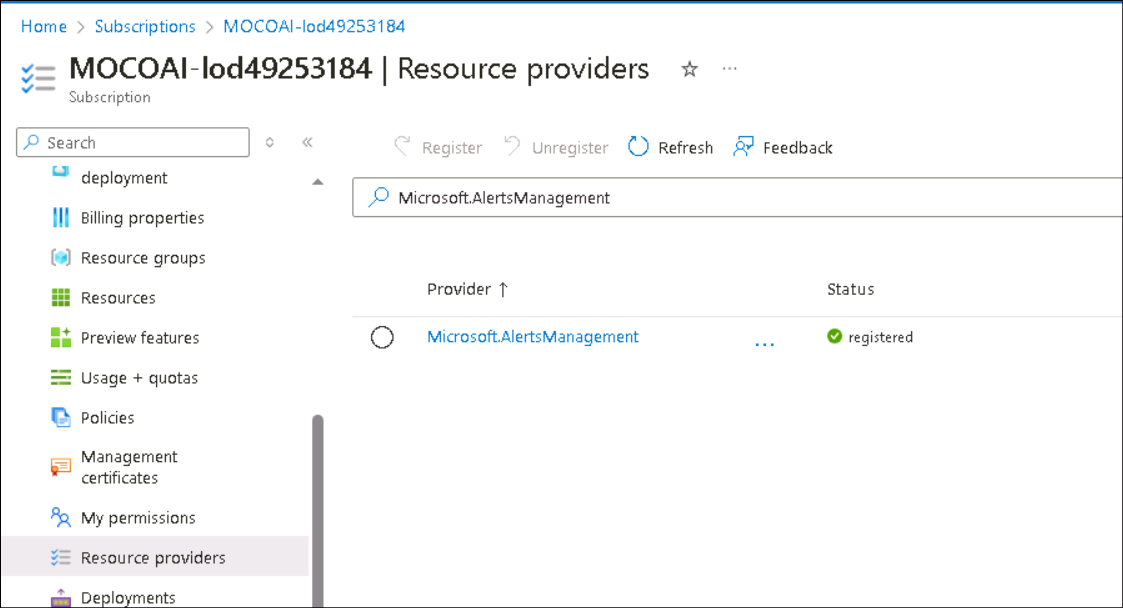 Home > Subscriptions > MOCOAI-lod49253184
MOCOAI-lod49253184 | Resource providers
Subscription
Search
Register
Unregister
Refresh
Feedback
Microsoft.AlertsManagement
deployment
Billing properties
Resource groups
Resources
Preview features
Usage + quotas
Policies
Management
certificates
My permissions
Resource providers
Deployments
Provider ↑
Status
Microsoft.AlertsManagement
...
registered